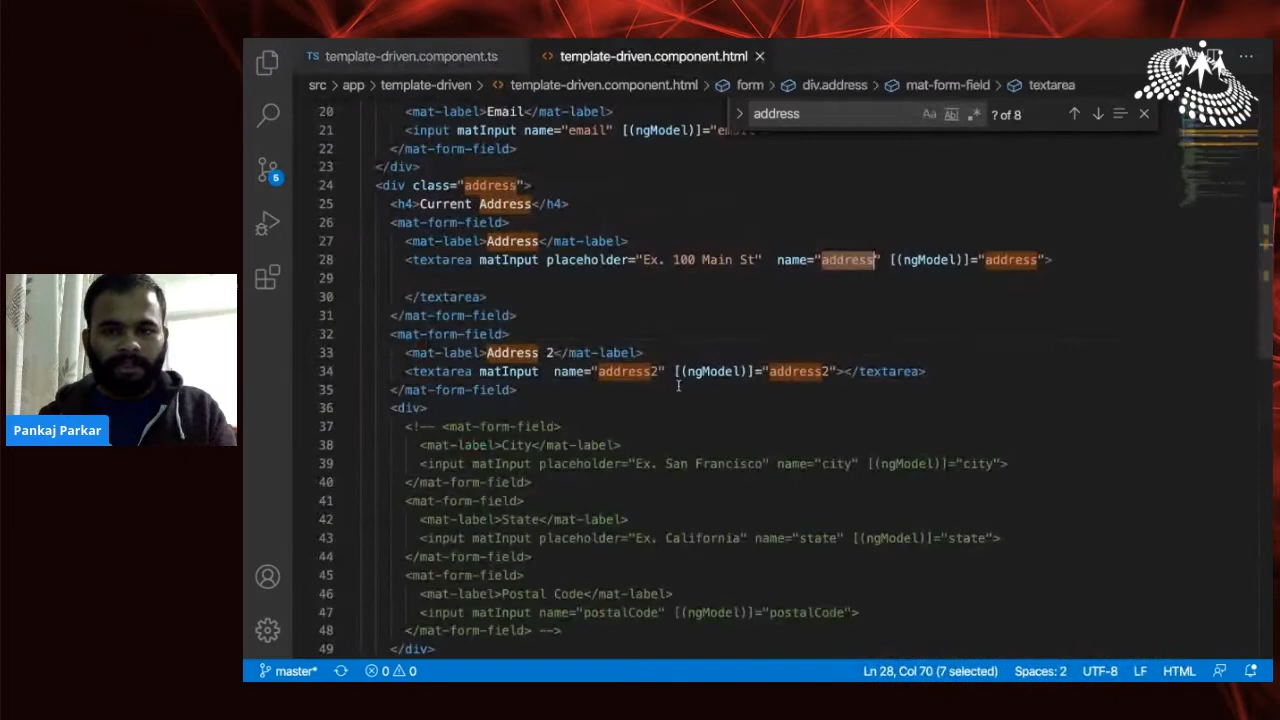 TS template-driven.component.ts
<> template-driven.component.html
src > app > template-driven > <> template-driven.component.html > form > div.address > mat-form-field > textarea
address
Aa ab .* ? of 8
20 <mat-label>Email</mat-label>
21 <input matInput name="email" [(ngModel)]="email"
22 </mat-form-field>
23 </div>
24 <div class="address">
25 <h4>Current Address</h4>
26 <mat-form-field>
27 <mat-label>Address</mat-label>
28 <textarea matInput placeholder="Ex. 100 Main St"  name="address" [(ngModel)]="address">
29
30 </textarea>
31 </mat-form-field>
32 <mat-form-field>
33 <mat-label>Address 2</mat-label>
34 <textarea matInput  name="address2" [(ngModel)]="address2"></textarea>
35 </mat-form-field>
36 <div>
37 <!-- <mat-form-field>
38 <mat-label>City</mat-label>
39 <input matInput placeholder="Ex. San Francisco" name="city" [(ngModel)]="city">
40 </mat-form-field>
41 <mat-form-field>
42 <mat-label>State</mat-label>
43 <input matInput placeholder="Ex. California" name="state" [(ngModel)]="state">
44 </mat-form-field>
45 <mat-form-field>
46 <mat-label>Postal Code</mat-label>
47 <input matInput name="postalCode" [(ngModel)]="postalCode">
48 </mat-form-field> -->
49 </div>
5
Pankaj Parkar
master* 0 0 Ln 28, Col 70 (7 selected) Spaces: 2 UTF-8 LF HTML